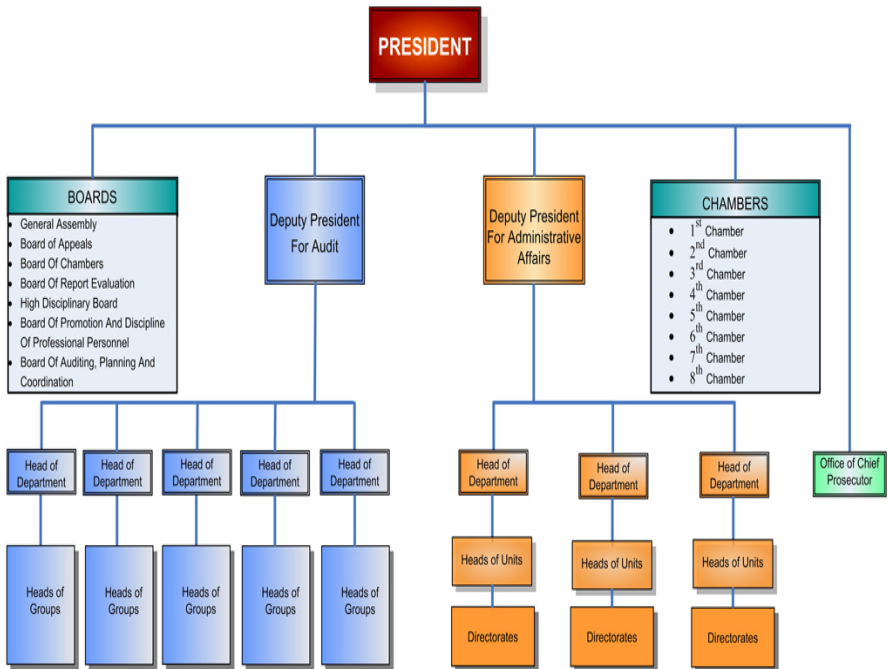 PRESIDENT
BOARDS
• General Assembly
• Board of Appeals
• Board Of Chambers
• Board Of Report Evaluation
• High Disciplinary Board
• Board Of Promotion And Discipline
Of Professional Personnel
• Board Of Auditing, Planning And
Coordination
Deputy President
For Audit
Deputy President
For Administrative
Affairs
CHAMBERS
• 1st Chamber
• 2nd Chamber
• 3rd Chamber
• 4th Chamber
• 5th Chamber
• 6th Chamber
• 7th Chamber
• 8th Chamber
Head of
Department
Head of
Department
Head of
Department
Head of
Department
Head of
Department
Head of
Department
Head of
Department
Head of
Department
Office of Chief
Prosecutor
Heads of
Groups
Heads of
Groups
Heads of
Groups
Heads of
Groups
Heads of
Groups
Heads of Units
Heads of Units
Heads of Units
Directorates
Directorates
Directorates